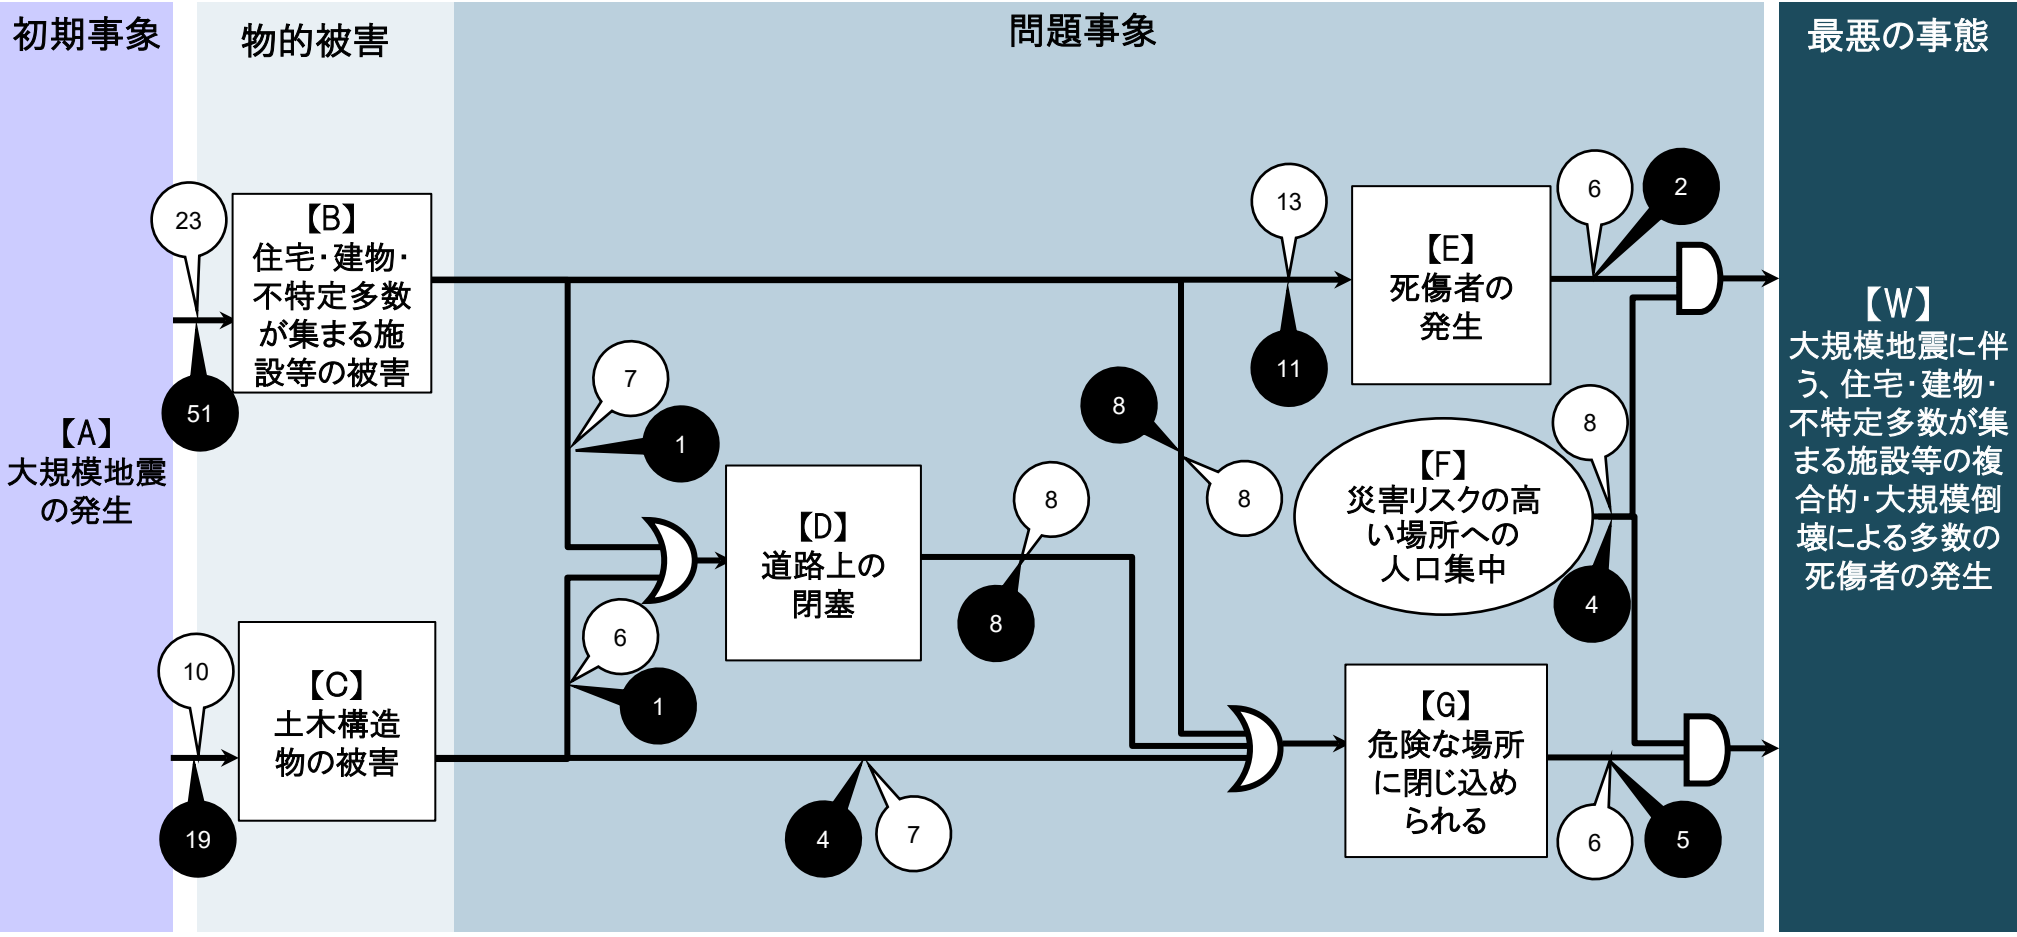 初期事象
物的被害
問題事象
最悪の事態
【A】
大規模地震
の発生
23
51
【B】
住宅・建物・
不特定多数
が集まる施
設等の被害
10
19
【C】
土木構造
物の被害
7
1
6
1
【D】
道路上の
閉塞
8
8
4
7
8
8
13
11
【E】
死傷者の
発生
6
2
【F】
災害リスクの高
い場所への
人口集中
8
4
【G】
危険な場所
に閉じ込め
られる
6
5
【W】
大規模地震に伴
う、住宅・建物・
不特定多数が集
まる施設等の複
合的・大規模倒
壊による多数の
死傷者の発生